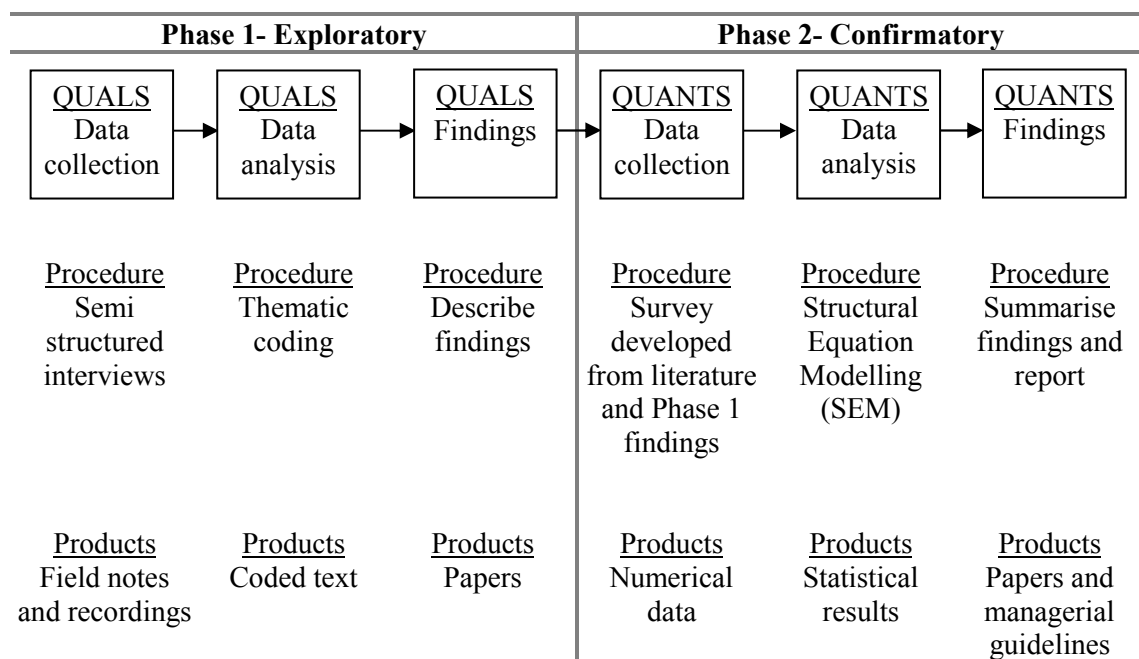 Phase 1- Exploratory
Phase 2- Confirmatory
QUALS
Data
collection
QUALS
Data
analysis
QUALS
Findings
QUANTS
Data
collection
QUANTS
Data
analysis
QUANTS
Findings
Procedure
Semi
structured
interviews
Procedure
Thematic
coding
Procedure
Describe
findings
Procedure
Survey
developed
from literature
and Phase 1
findings
Procedure
Structural
Equation
Modelling
(SEM)
Procedure
Summarise
findings and
report
Products
Field notes
and recordings
Products
Coded text
Products
Papers
Products
Numerical
data
Products
Statistical
results
Products
Papers and
managerial
guidelines